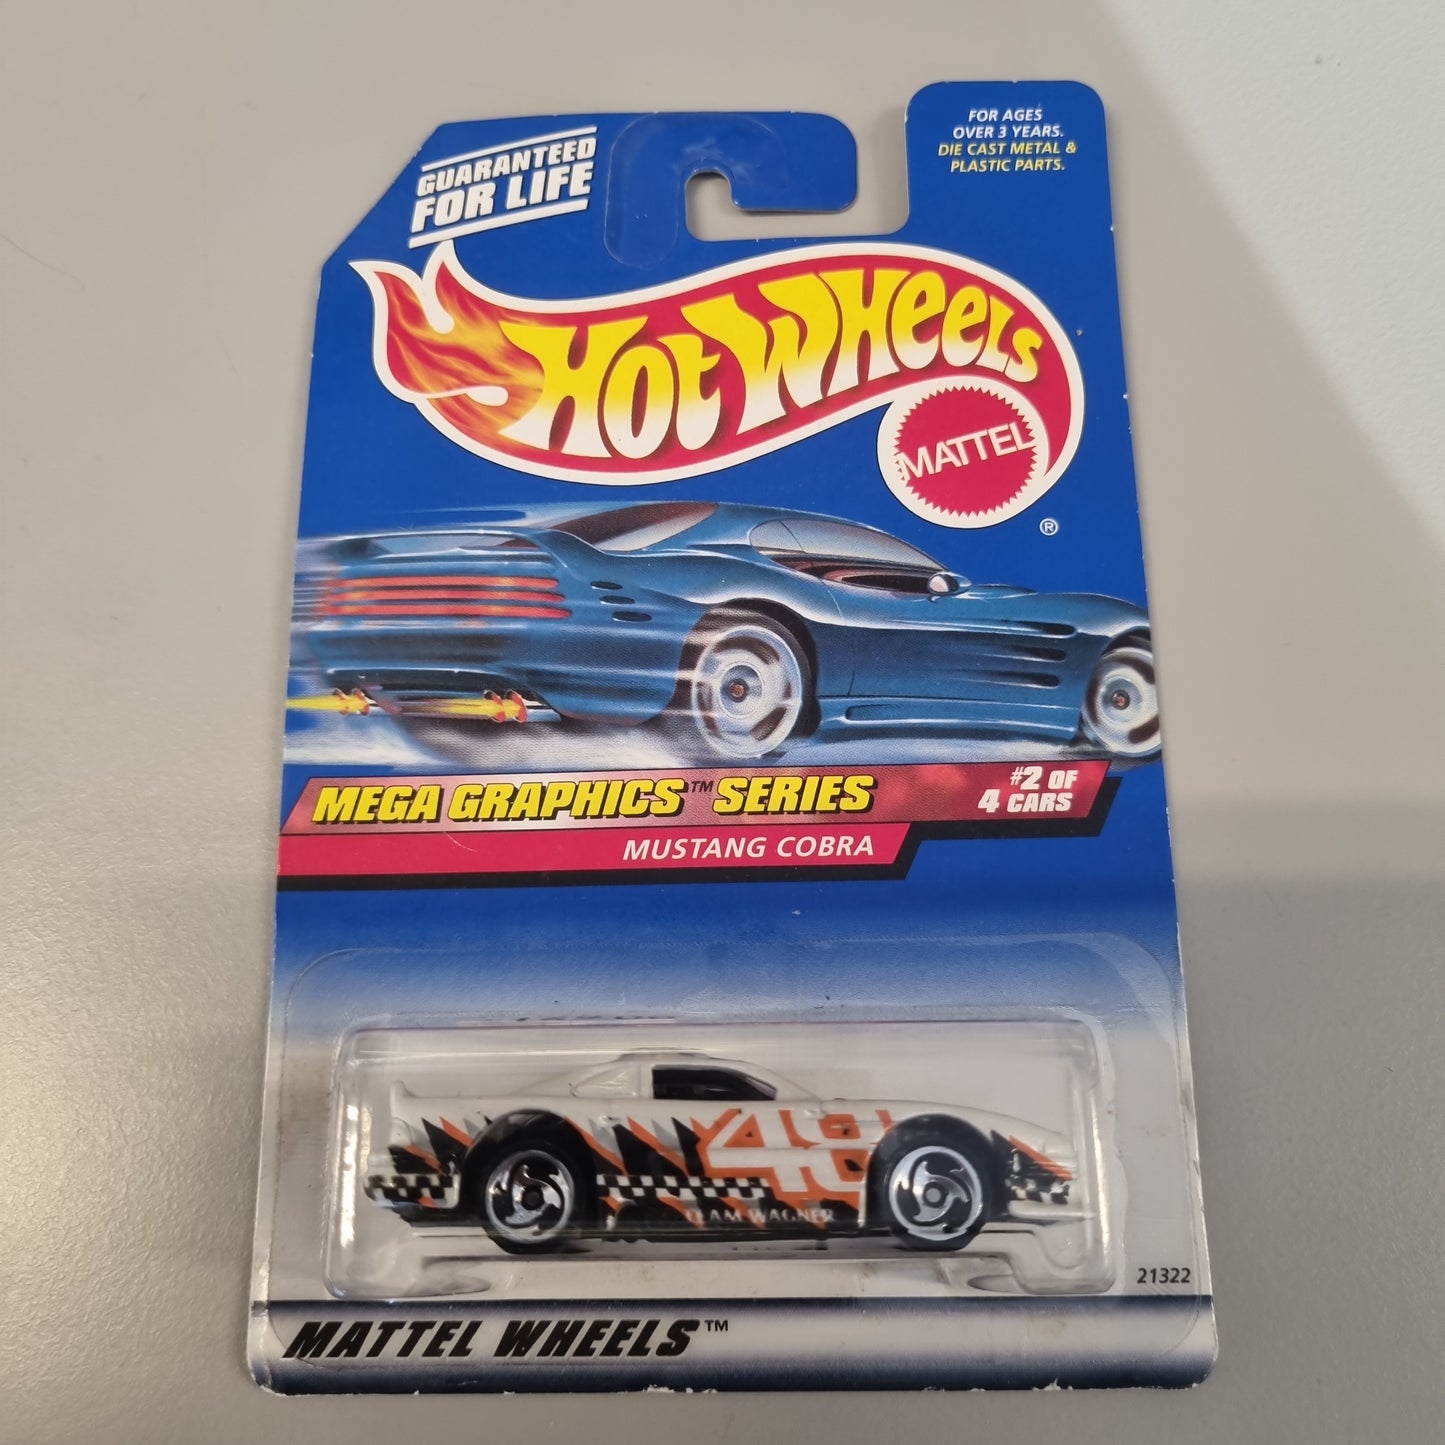 GUARANTEED
FOR LIFE
FOR AGES
OVER 3 YEARS.
DIE CAST METAL &
PLASTIC PARTS.
HOT WHEELS
MATTEL
®
MEGA GRAPHICS™ SERIES
#2 OF
4 CARS
MUSTANG COBRA
48
TEAM WAGNER
21322
MATTEL WHEELS™